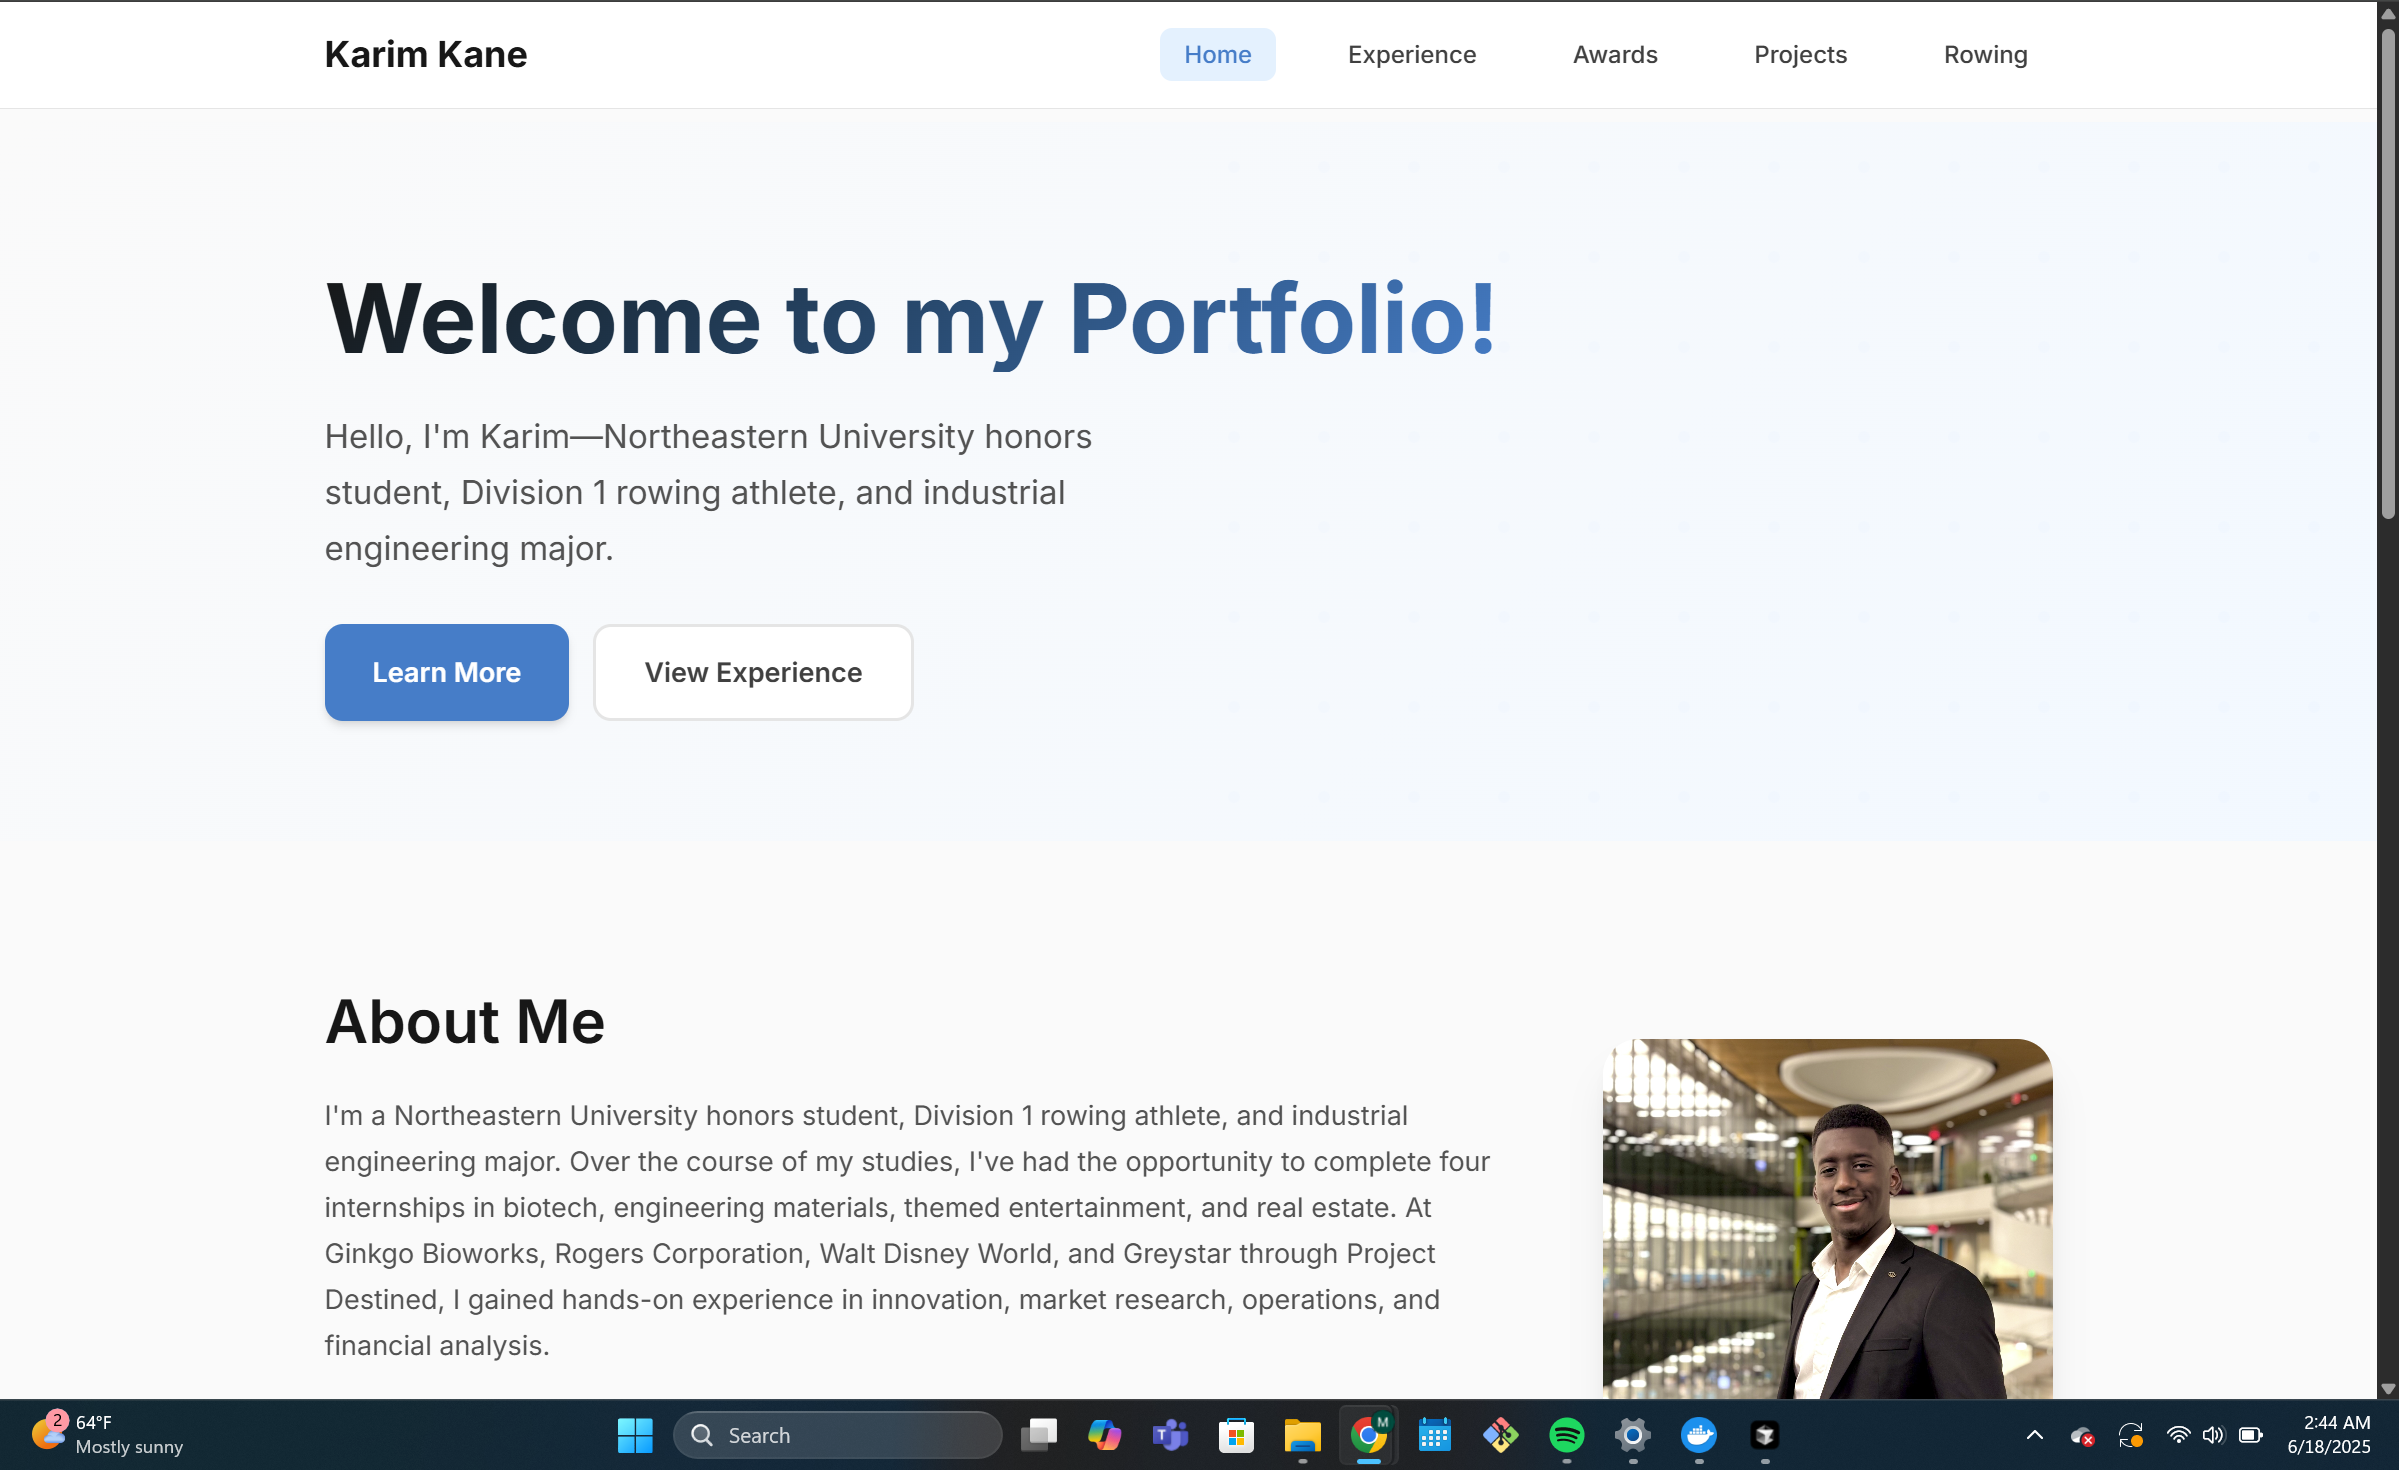 Karim Kane
Home
Experience
Awards
Projects
Rowing
Welcome to my Portfolio!
Hello, I'm Karim—Northeastern University honors
student, Division 1 rowing athlete, and industrial
engineering major.
Learn More
View Experience
About Me
I'm a Northeastern University honors student, Division 1 rowing athlete, and industrial
engineering major. Over the course of my studies, I've had the opportunity to complete four
internships in biotech, engineering materials, themed entertainment, and real estate. At
Ginkgo Bioworks, Rogers Corporation, Walt Disney World, and Greystar through Project
Destined, I gained hands-on experience in innovation, market research, operations, and
financial analysis.
2
64°F
Mostly sunny
Search
T
M
2:44 AM
6/18/2025